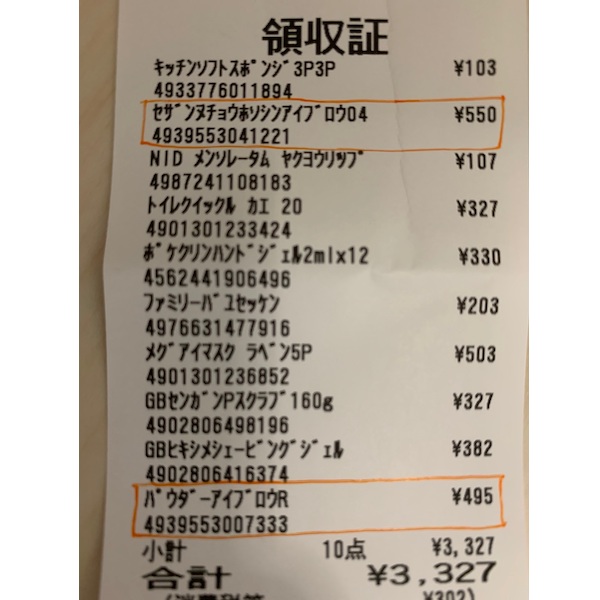 領収証
ｷｯﾁﾝｿﾌﾄｽﾎﾟﾝｼﾞ3P3P ¥103
4933776011894
ｾｻﾞﾝﾇﾁｮｳﾎｿｼﾝｱｲﾌﾞﾛｳ04 ¥550
4939553041221
NID ﾒﾝｿﾚｰﾀﾑ ﾔｸﾖｳﾘｯﾌﾟ ¥107
4987241108183
ﾄｲﾚｸｲｯｸﾙ ｶｴ 20 ¥327
4901301233424
ﾎﾟｹｸﾘﾝﾊﾝﾄﾞｼﾞｪﾙ2mlx12 ¥330
45624441906496
ﾌｧﾐﾘｰﾊﾞﾕｾｯｹﾝ ¥203
49766631477916
ﾒｸﾞｱｲﾏｽｸ ﾗﾍﾞﾝ5P ¥503
4901301236852
GBｾﾝｶﾞﾝPｽｸﾗﾌﾞ160g ¥327
4902806498196
GBﾋｷｼﾒｼｪｰﾋﾞﾝｸﾞｼﾞｪﾙ ¥382
4902806416374
ﾊﾟｳﾀﾞｰｱｲﾌﾞﾛｳR ¥495
4939553007333
小計 10点 ¥3,327
合計 ¥3,327